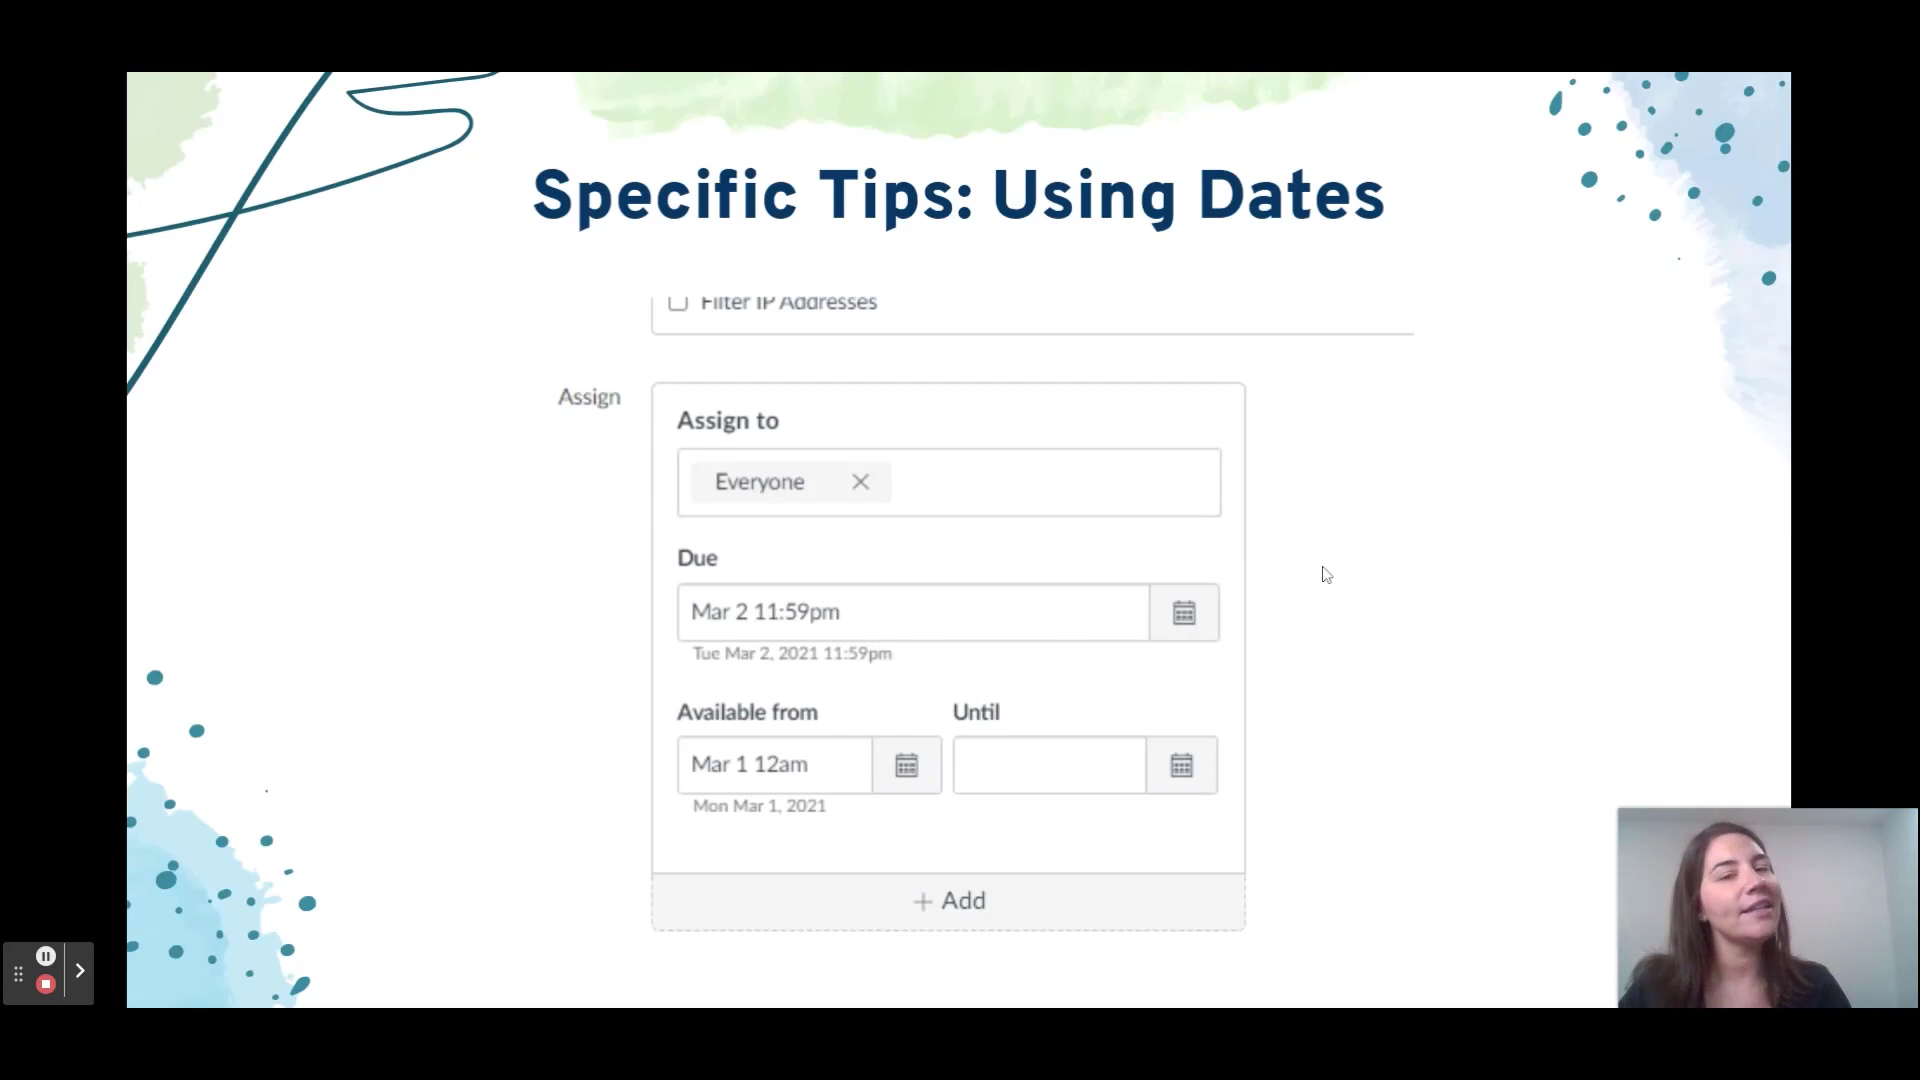 Specific Tips: Using Dates
Filter IP Addresses
Assign
Assign to
Everyone
Due
Mar 2 11:59pm
Tue Mar 2, 2021 11:59pm
Available from Until
Mar 1 12am
Mon Mar 1, 2021
+ Add